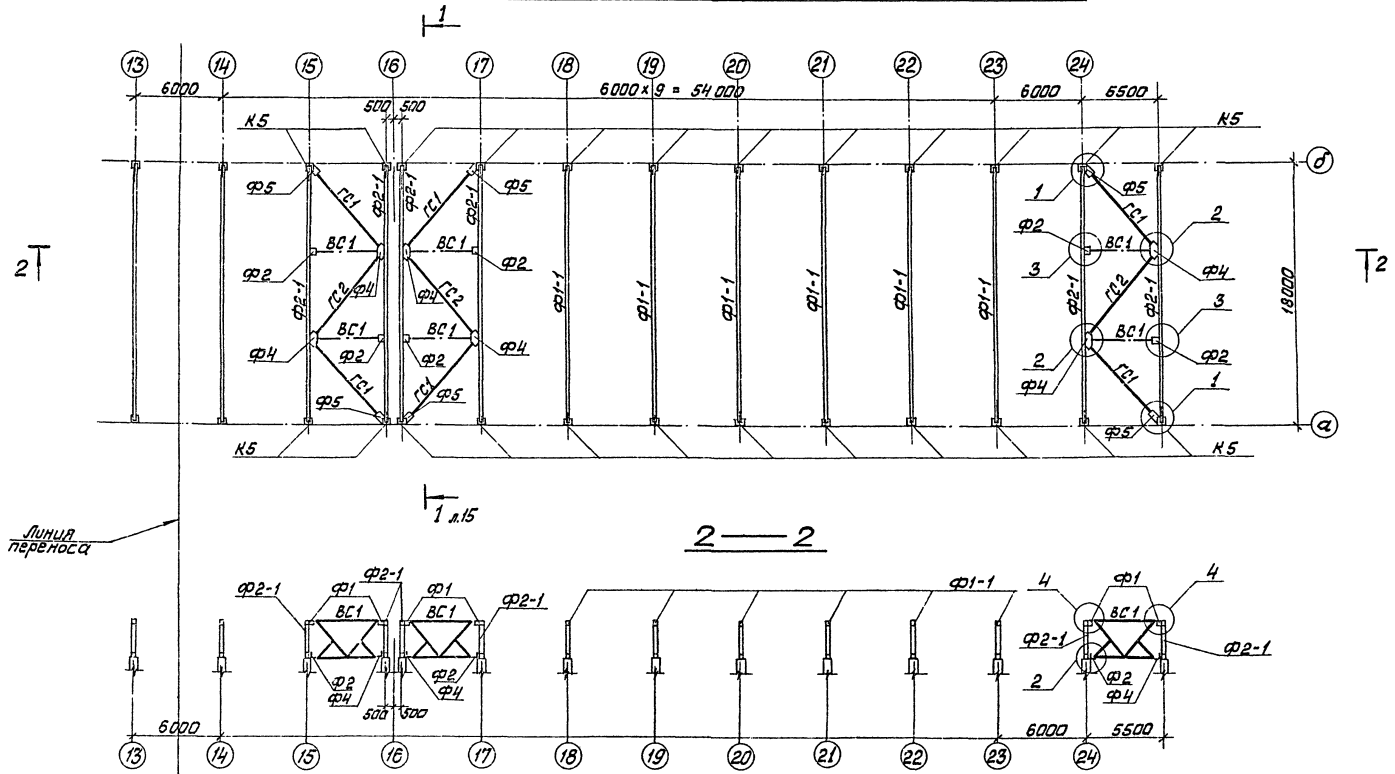 1
13 14 15 16 17 18 19 20 21 22 23 24
6000 6000 x 9 = 54 000 6000 6500
500 500
К5 К5
б
Ф5 ГС1 Ф2-1 Ф2-1 ГС1 Ф2-1 Ф5 1 Ф5 ГС1 2
2 ВС1 ВС1 Ф2 ВС1 2
Ф2 Ф2 3 Ф4
Ф2-1 ГС2 Ф4 Ф4 ГС2 Ф1-1 Ф1-1 Ф1-1 Ф1-1 Ф1-1 Ф1-1 Ф2-1 ГС2 Ф2-1 18000
3
Ф4 ВС1 Ф2 Ф2 ВС1 Ф4 2 ВС1 Ф2
Ф4
ГС1 Ф5 ГС1 Ф5 ГС1 Ф5 1
а
К5 К5
1 л.15
Линия
переноса
2 — 2
Ф2-1 Ф1 Ф2-1 Ф1 Ф2-1 Ф1-1 4 Ф1 4
ВС1 ВС1 ВС1
Ф2-1 Ф2-1
Ф2 Ф4 Ф2 Ф4 2 Ф2 Ф4
500 500
6000 6000 5500
13 14 15 16 17 18 19 20 21 22 23 24